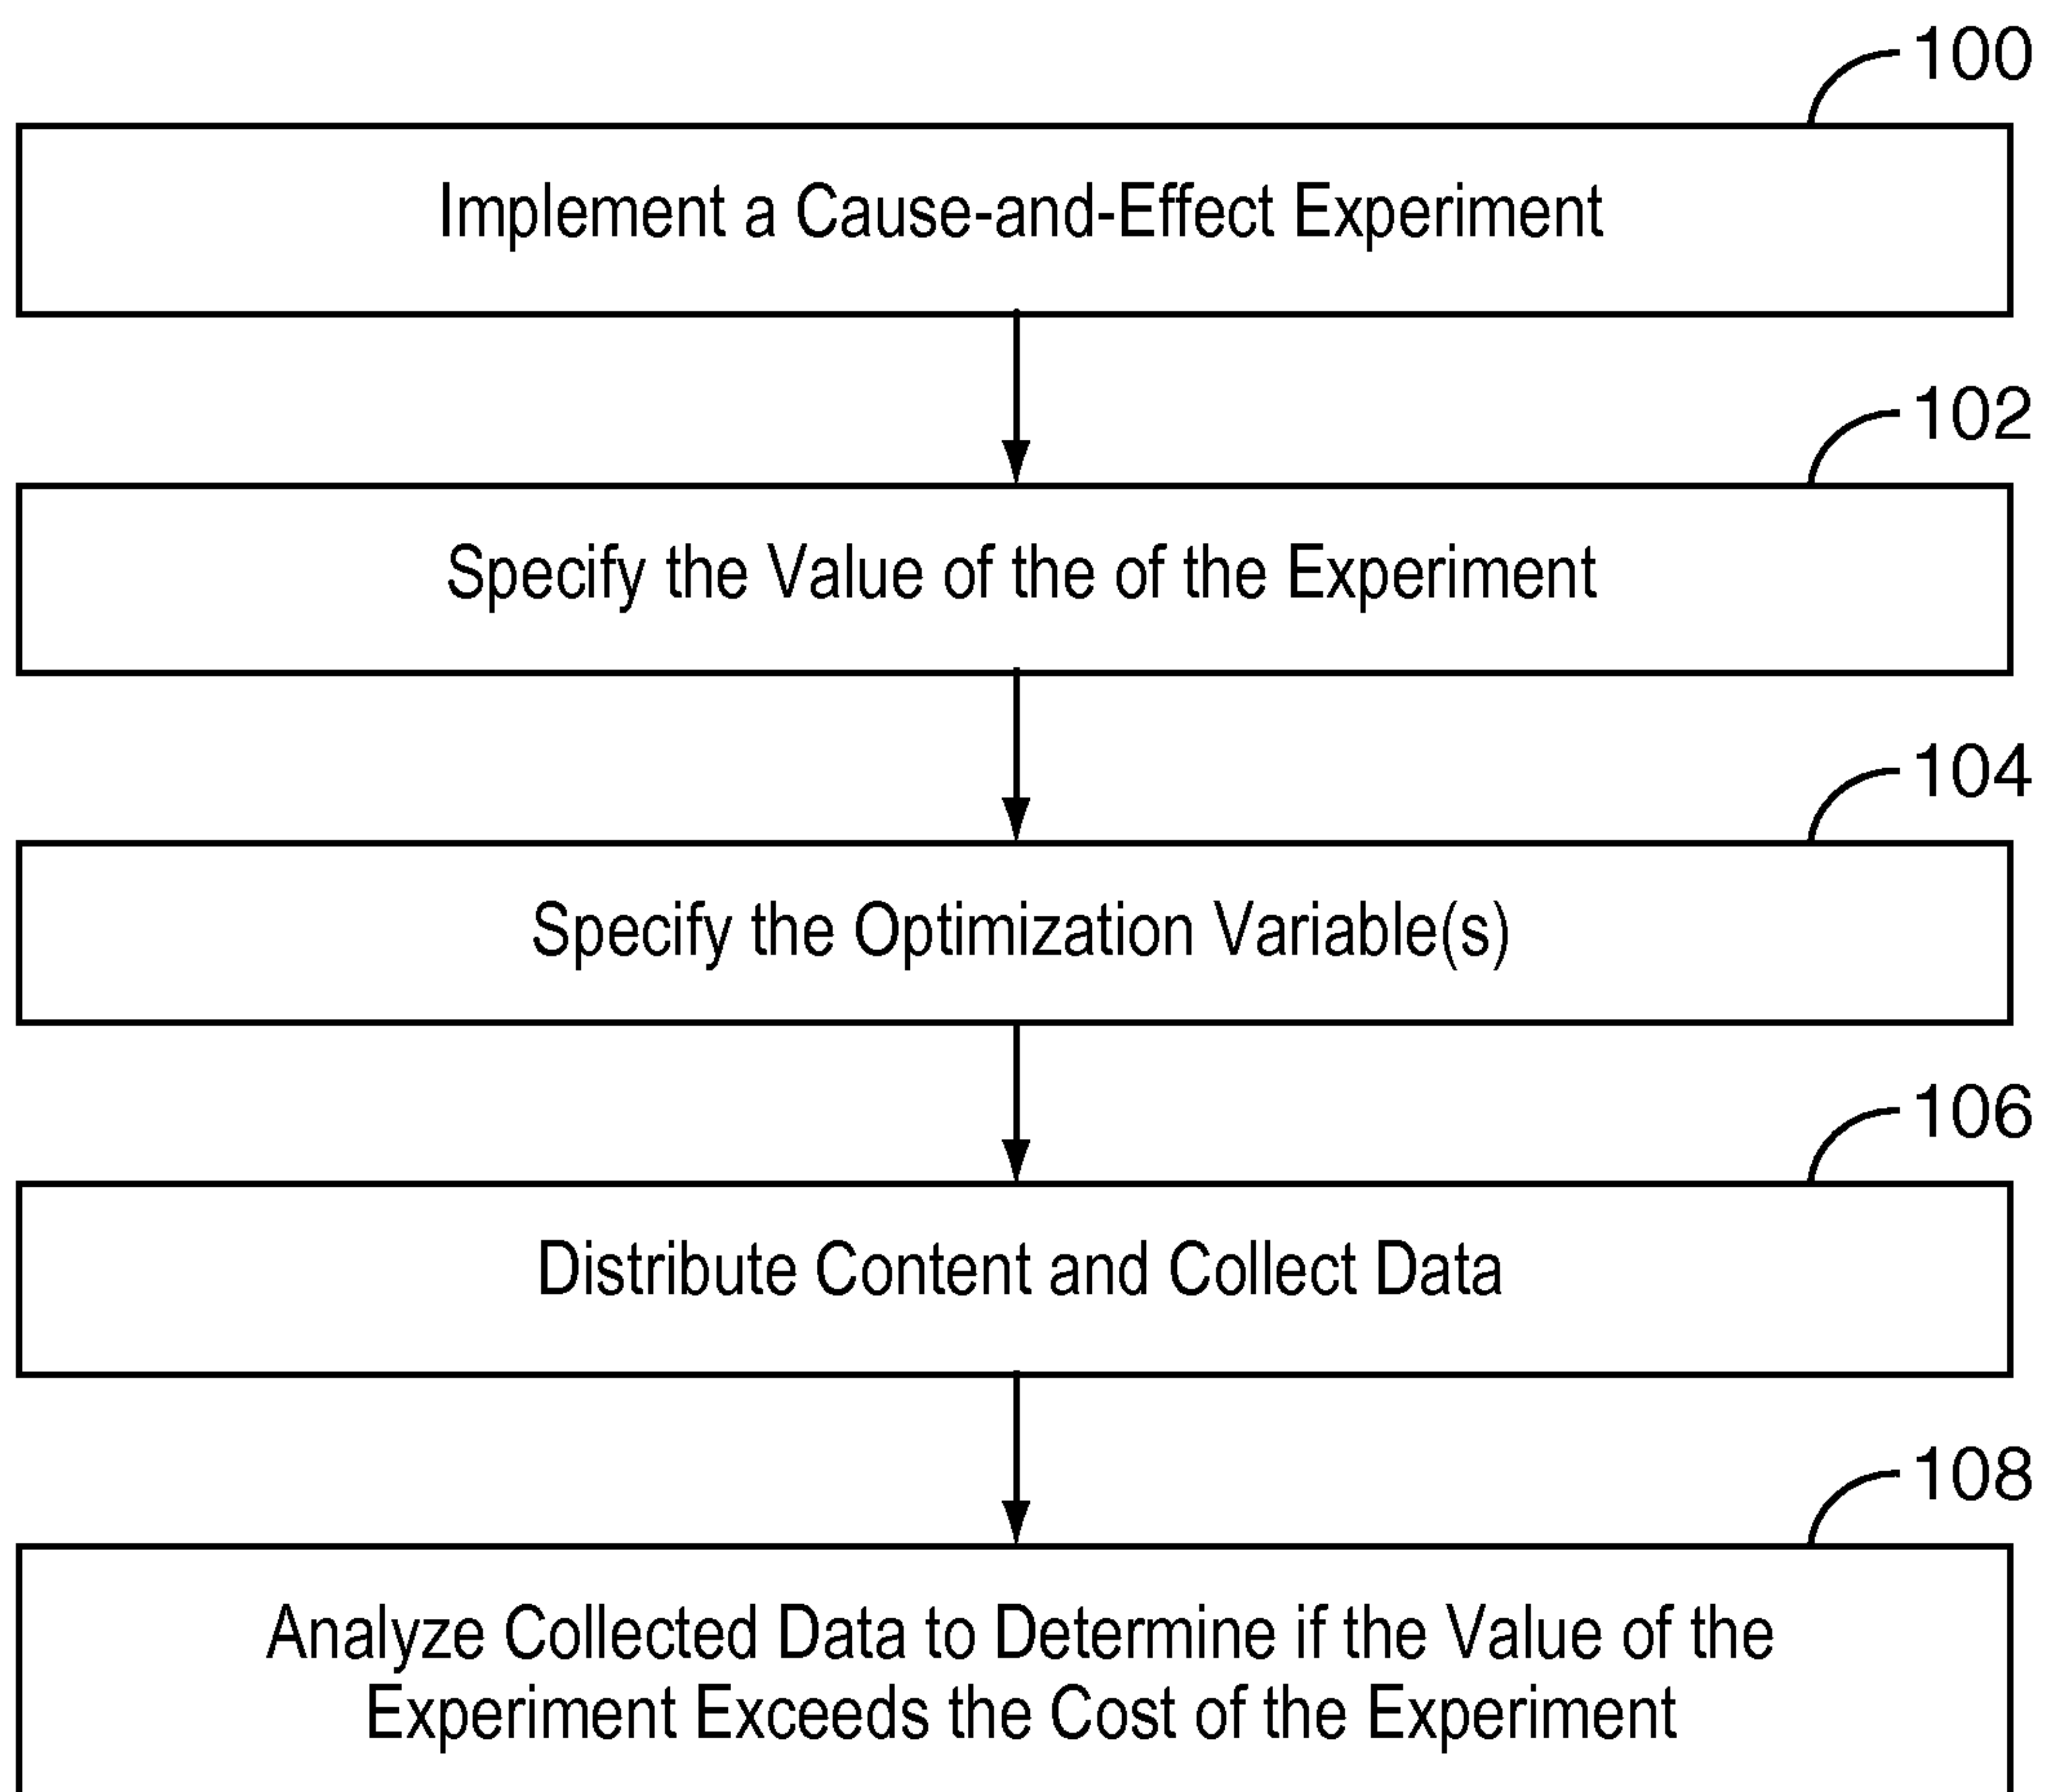 100
Implement a Cause-and-Effect Experiment
102
Specify the Value of the of the Experiment
104
Specify the Optimization Variable(s)
106
Distribute Content and Collect Data
108
Analyze Collected Data to Determine if the Value of the
Experiment Exceeds the Cost of the Experiment